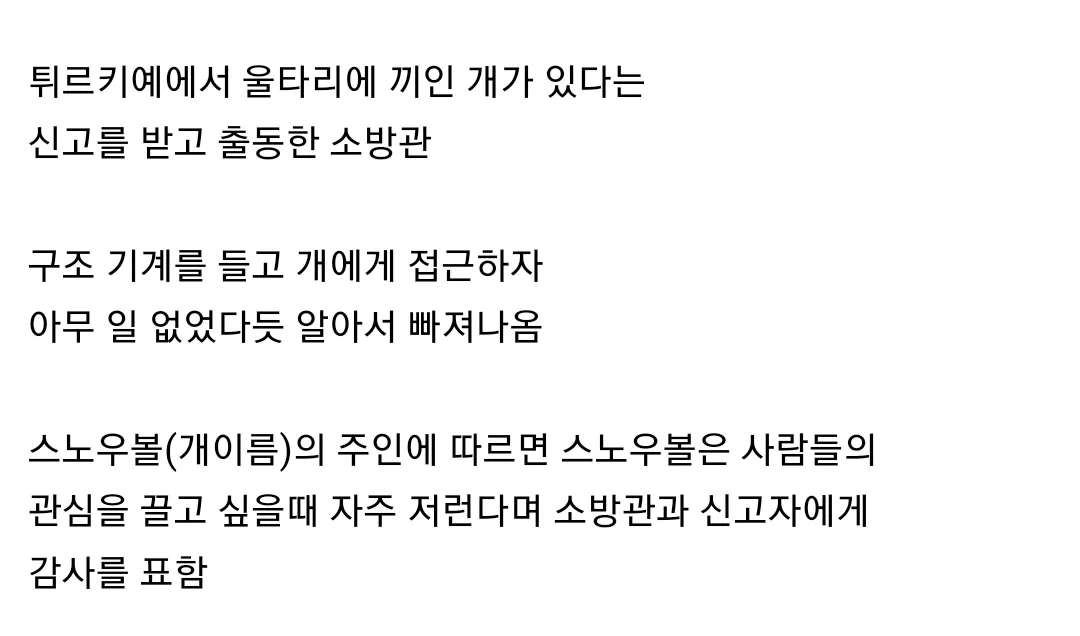 튀르키예에서 울타리에 끼인 개가 있다는
신고를 받고 출동한 소방관
구조 기계를 들고 개에게 접근하자
아무 일 없었다듯 알아서 빠져나옴
스노우볼(개이름)의 주인에 따르면 스노우볼은 사람들의
관심을 끌고 싶을때 자주 저런다며 소방관과 신고자에게
감사를 표함